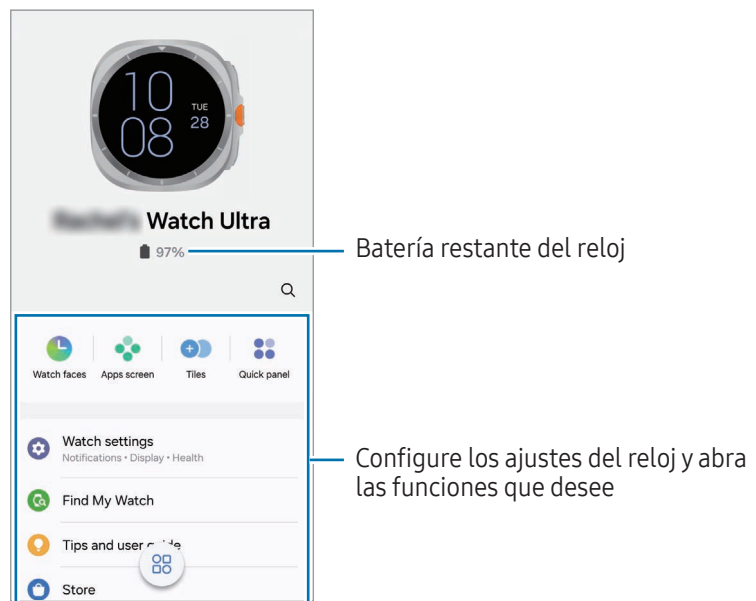 10
08
TUE
28
Watch Ultra
97%
Batería restante del reloj
Watch faces
Apps screen
Tiles
Quick panel
Watch settings
Notifications • Display • Health
Configure los ajustes del reloj y abra
las funciones que desee
Find My Watch
Tips and user
Store